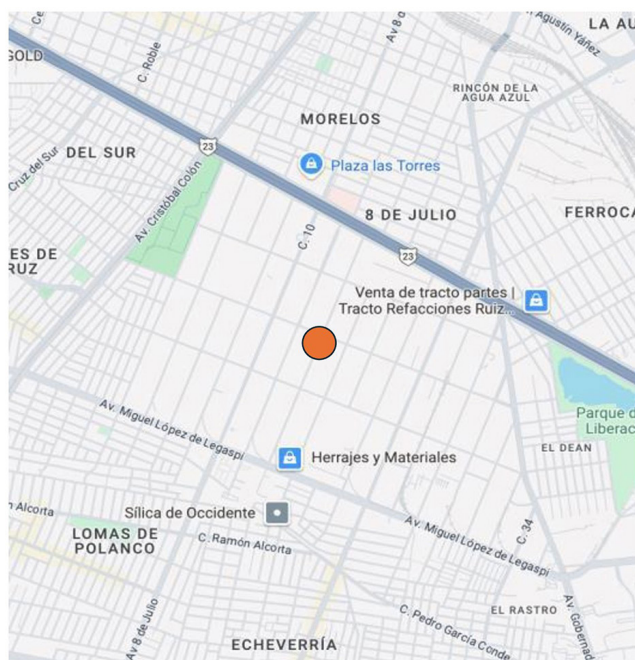 Agustín Yáñez
LA AU
GOLD
C. Roble
Av 8 d
RINCÓN DE LA
AGUA AZUL
MORELOS
23
DEL SUR
Plaza las Torres
Cruz del Sur
Av. Cristóbal Colón
8 DE JULIO
FERROCA
C. 10
ES DE
RUZ
23
Venta de tracto partes |
Tracto Refacciones Ruiz...
Av. Miguel López de Legaspi
Parque d
Liberac
EL DEAN
Herrajes y Materiales
Sílica de Occidente
n Alcorta
LOMAS DE
POLANCO
C. Ramón Alcorta
Av. Miguel López de Legaspi
C. 34
Av 8 de Julio
EL RASTRO
Av. Gobernad
C. Pedro García Conde
ECHEVERRÍA